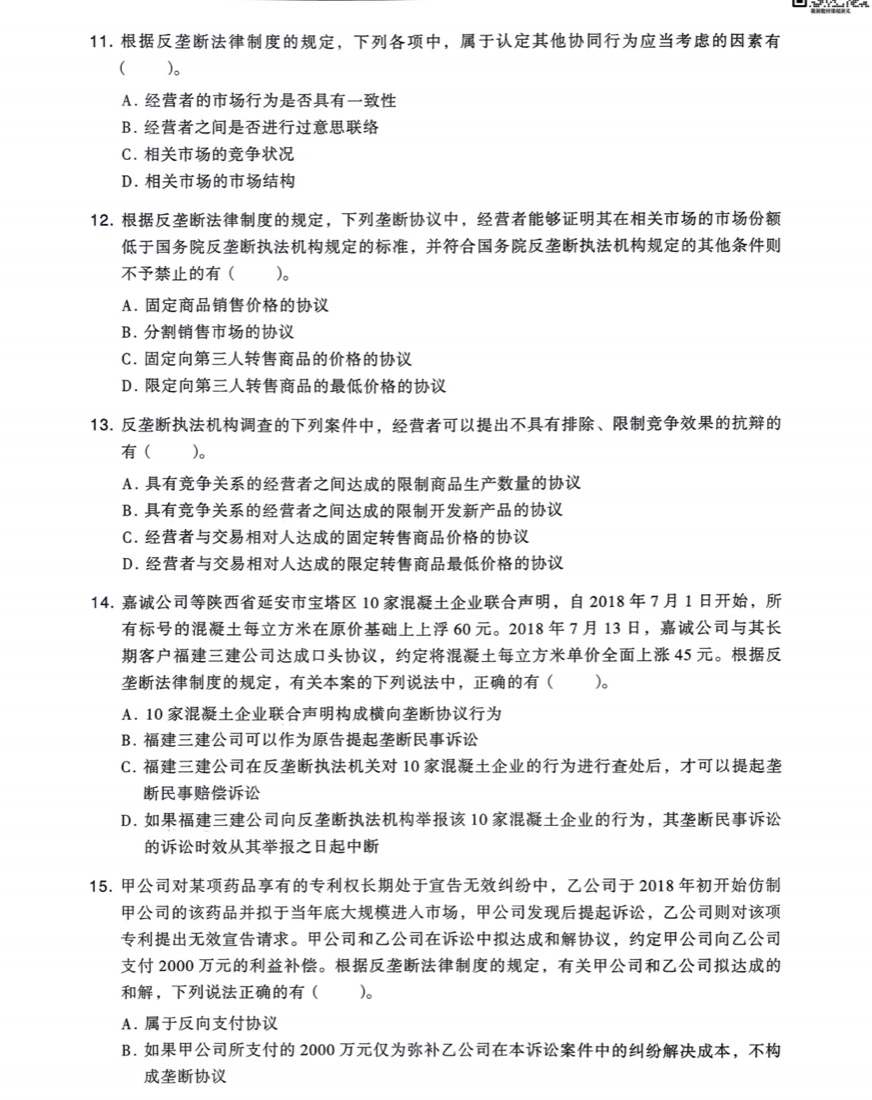 11. 根据反垄断法律制度的规定，下列各项中，属于认定其他协同行为应当考虑的因素有
（　　）。
A. 经营者的市场行为是否具有一致性
B. 经营者之间是否进行过意思联络
C. 相关市场的竞争状况
D. 相关市场的市场结构
12. 根据反垄断法律制度的规定，下列垄断协议中，经营者能够证明其在相关市场的市场份额
低于国务院反垄断执法机构规定的标准，并符合国务院反垄断执法机构规定的其他条件则
不予禁止的有（　　）。
A. 固定商品销售价格的协议
B. 分割销售市场的协议
C. 固定向第三人转售商品的价格的协议
D. 限定向第三人转售商品的最低价格的协议
13. 反垄断执法机构调查的下列案件中，经营者可以提出不具有排除、限制竞争效果的抗辩的
有（　　）。
A. 具有竞争关系的经营者之间达成的限制商品生产数量的协议
B. 具有竞争关系的经营者之间达成的限制开发新产品的协议
C. 经营者与交易相对人达成的固定转售商品价格的协议
D. 经营者与交易相对人达成的限定转售商品最低价格的协议
14. 嘉诚公司等陕西省延安市宝塔区 10 家混凝土企业联合声明，自 2018 年 7 月 1 日开始，所
有标号的混凝土每立方米在原价基础上上浮 60 元。2018 年 7 月 13 日，嘉诚公司与其长
期客户福建三建公司达成口头协议，约定将混凝土每立方米单价全面上涨 45 元。根据反
垄断法律制度的规定，有关本案的下列说法中，正确的有（　　）。
A. 10 家混凝土企业联合声明构成横向垄断协议行为
B. 福建三建公司可以作为原告提起垄断民事诉讼
C. 福建三建公司在反垄断执法机关对 10 家混凝土企业的行为进行查处后，才可以提起垄
断民事赔偿诉讼
D. 如果福建三建公司向反垄断执法机构举报该 10 家混凝土企业的行为，其垄断民事诉讼
的诉讼时效从其举报之日起中断
15. 甲公司对某项药品享有的专利权长期处于宣告无效纠纷中，乙公司于 2018 年初开始仿制
甲公司的该药品并拟于当年底大规模进入市场，甲公司发现后提起诉讼，乙公司则对该项
专利提出无效宣告请求。甲公司和乙公司在诉讼中拟达成和解协议，约定甲公司向乙公司
支付 2000 万元的利益补偿。根据反垄断法律制度的规定，有关甲公司和乙公司拟达成的
和解，下列说法正确的有（　　）。
A. 属于反向支付协议
B. 如果甲公司所支付的 2000 万元仅为弥补乙公司在本诉讼案件中的纠纷解决成本，不构
成垄断协议